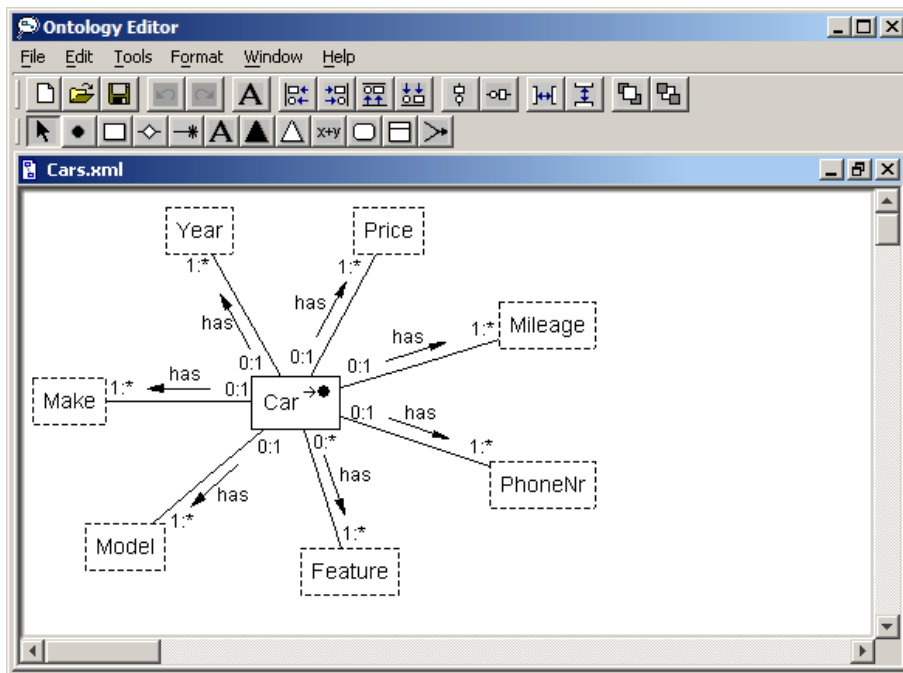 Ontology Editor
File Edit Tools Format Window Help
A
A x+y
Cars.xml
Year Price
1:* 1:*
has has Mileage
1:*
has
0:1 0:1 0:1
Make 1:* has 0:1
Car 0:1 has
0:1 0:* 1:*
has has PhoneNr
1:*
Model 1:*
Feature